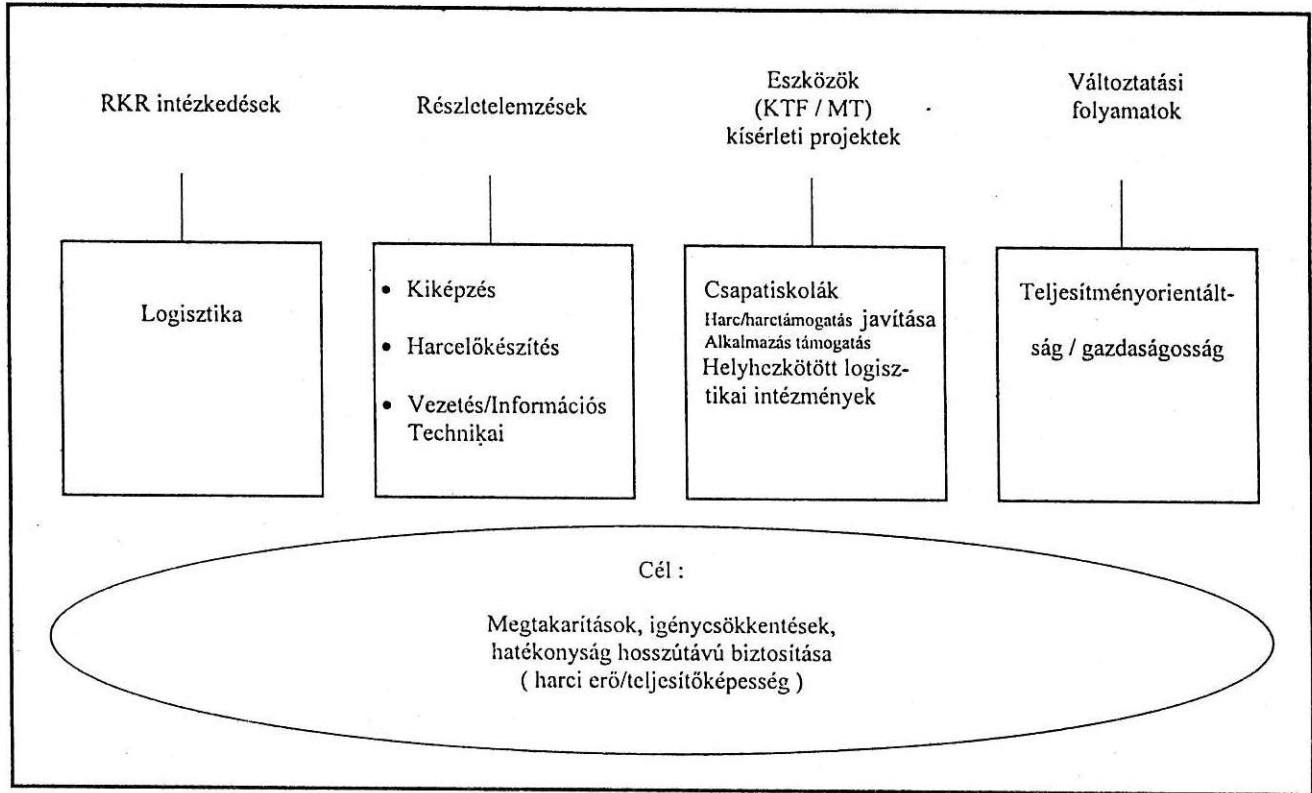 RKR intézkedések
Részletelemzések
Eszközök
(KTF / MT)
kísérleti projektek
Változtatási
folyamatok
Logisztika
• Kiképzés
• Harcelőkészítés
• Vezetés/Információs
Technikai
Csapatiskolák
Harc/harctámogatás javítása
Alkalmazás támogatás
Helyhezkötött logisz-
tikai intézmények
Teljesítményorientált-
ság / gazdaságosság
Cél :
Megtakarítások, igénycsökkentések,
hatékonyság hosszútávú biztosítása
( harci erő/teljesítőképesség )